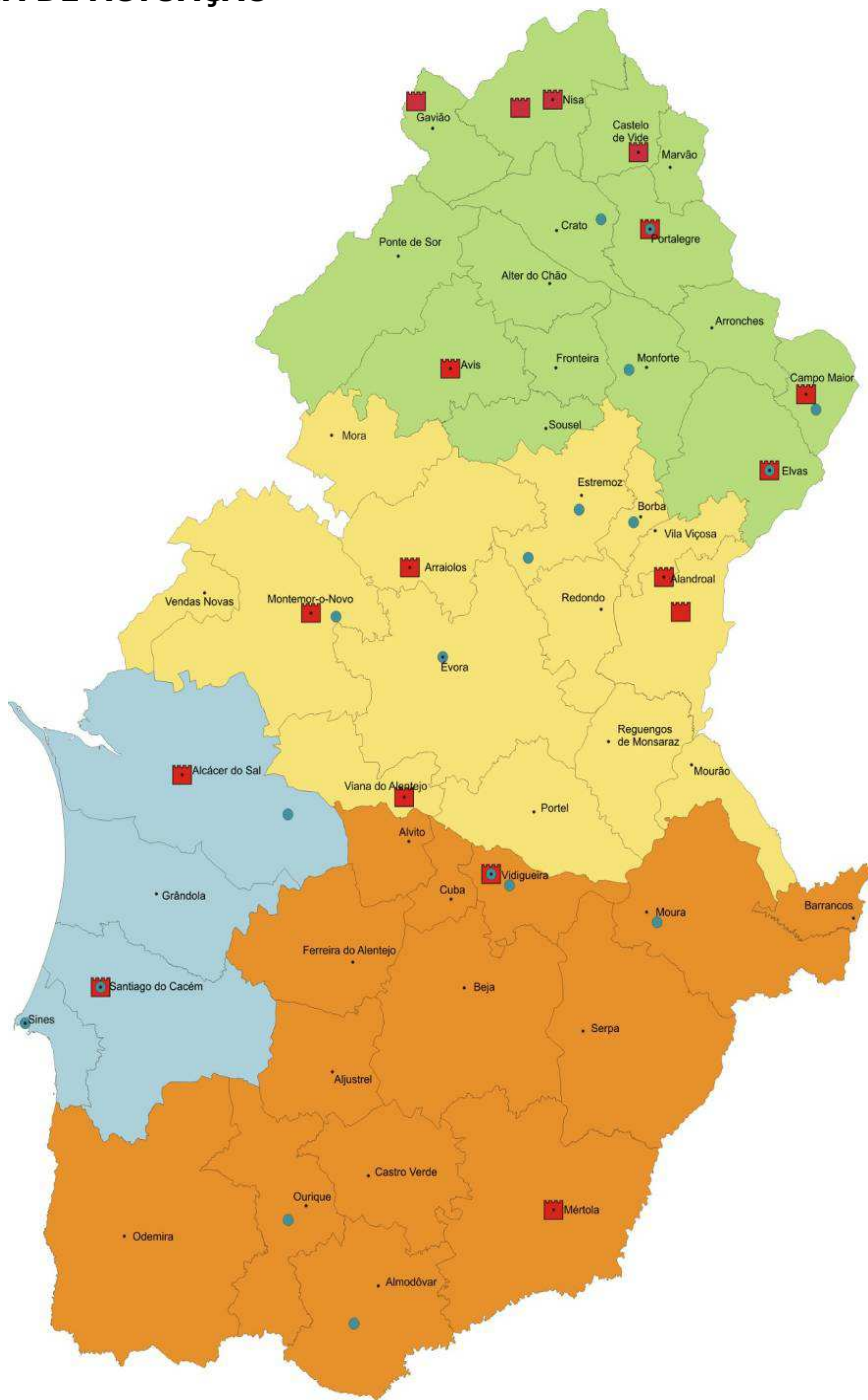 DE ACTUAÇÃO
Nisa
Gavião
Castelo
de Vide
Marvão
Crato
Portalegre
Ponte de Sor
Alter do Chão
Arronches
Fronteira
Monforte
Avis
Campo Maior
Sousel
Mora
Elvas
Estremoz
Borba
Vila Viçosa
Arraiolos
Alandroal
Vendas Novas
Montemor-o-Novo
Redondo
Évora
Reguengos
de Monsaraz
Mourão
Alcácer do Sal
Viana do Alentejo
Portel
Alvito
Vidigueira
Cuba
Grândola
Moura
Barrancos
Ferreira do Alentejo
Santiago do Cacém
Beja
Sines
Serpa
Aljustrel
Castro Verde
Ourique
Mértola
Odemira
Almodôvar